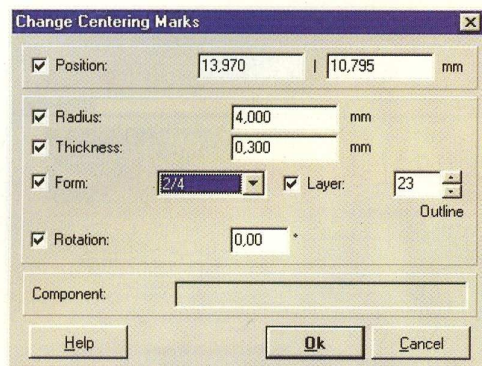 Change Centering Marks
Position: 13,970 | 10,795 mm
Radius: 4,000 mm
Thickness: 0,300 mm
Form: 2/4 Layer: 23
Outline
Rotation: 0,00 °
Component:
Help Ok Cancel